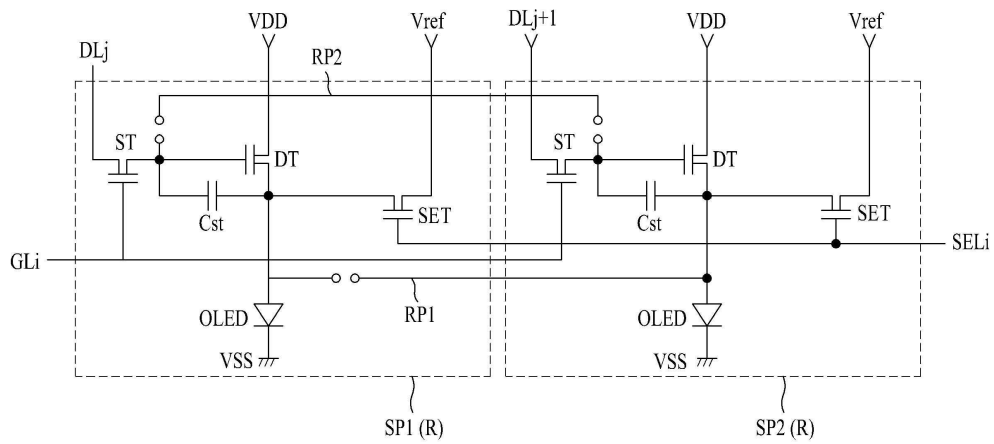 VDD Vref DLj+1 VDD Vref
DLj RP2
ST ST
DT DT
Cst SET Cst SET
GLi SELi
OLED RP1 OLED
VSS VSS
SP1 (R) SP2 (R)